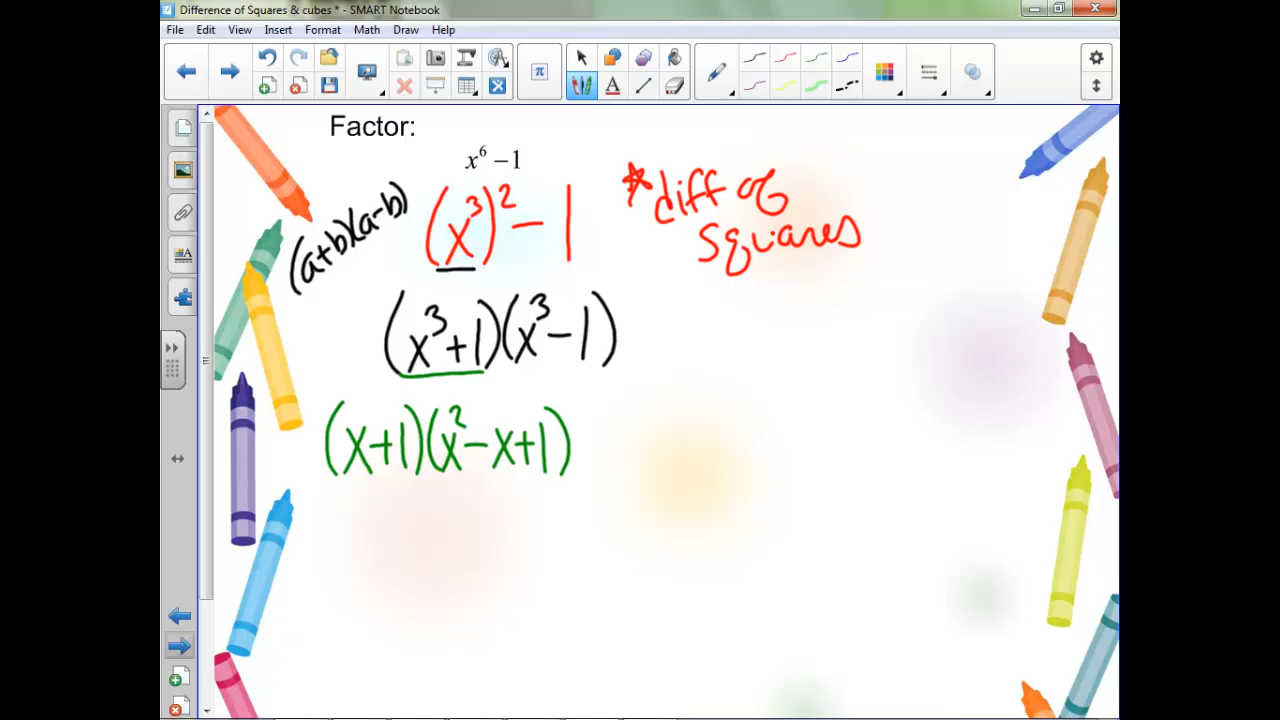 Difference of Squares & cubes * - SMART Notebook
File Edit View Insert Format Math Draw Help
π
A
Factor:
x⁶ – 1
(a+b)(a-b)
(x³)² - 1
*diff of
squares
(x³+1)(x³-1)
(x+1)(x²-x+1)